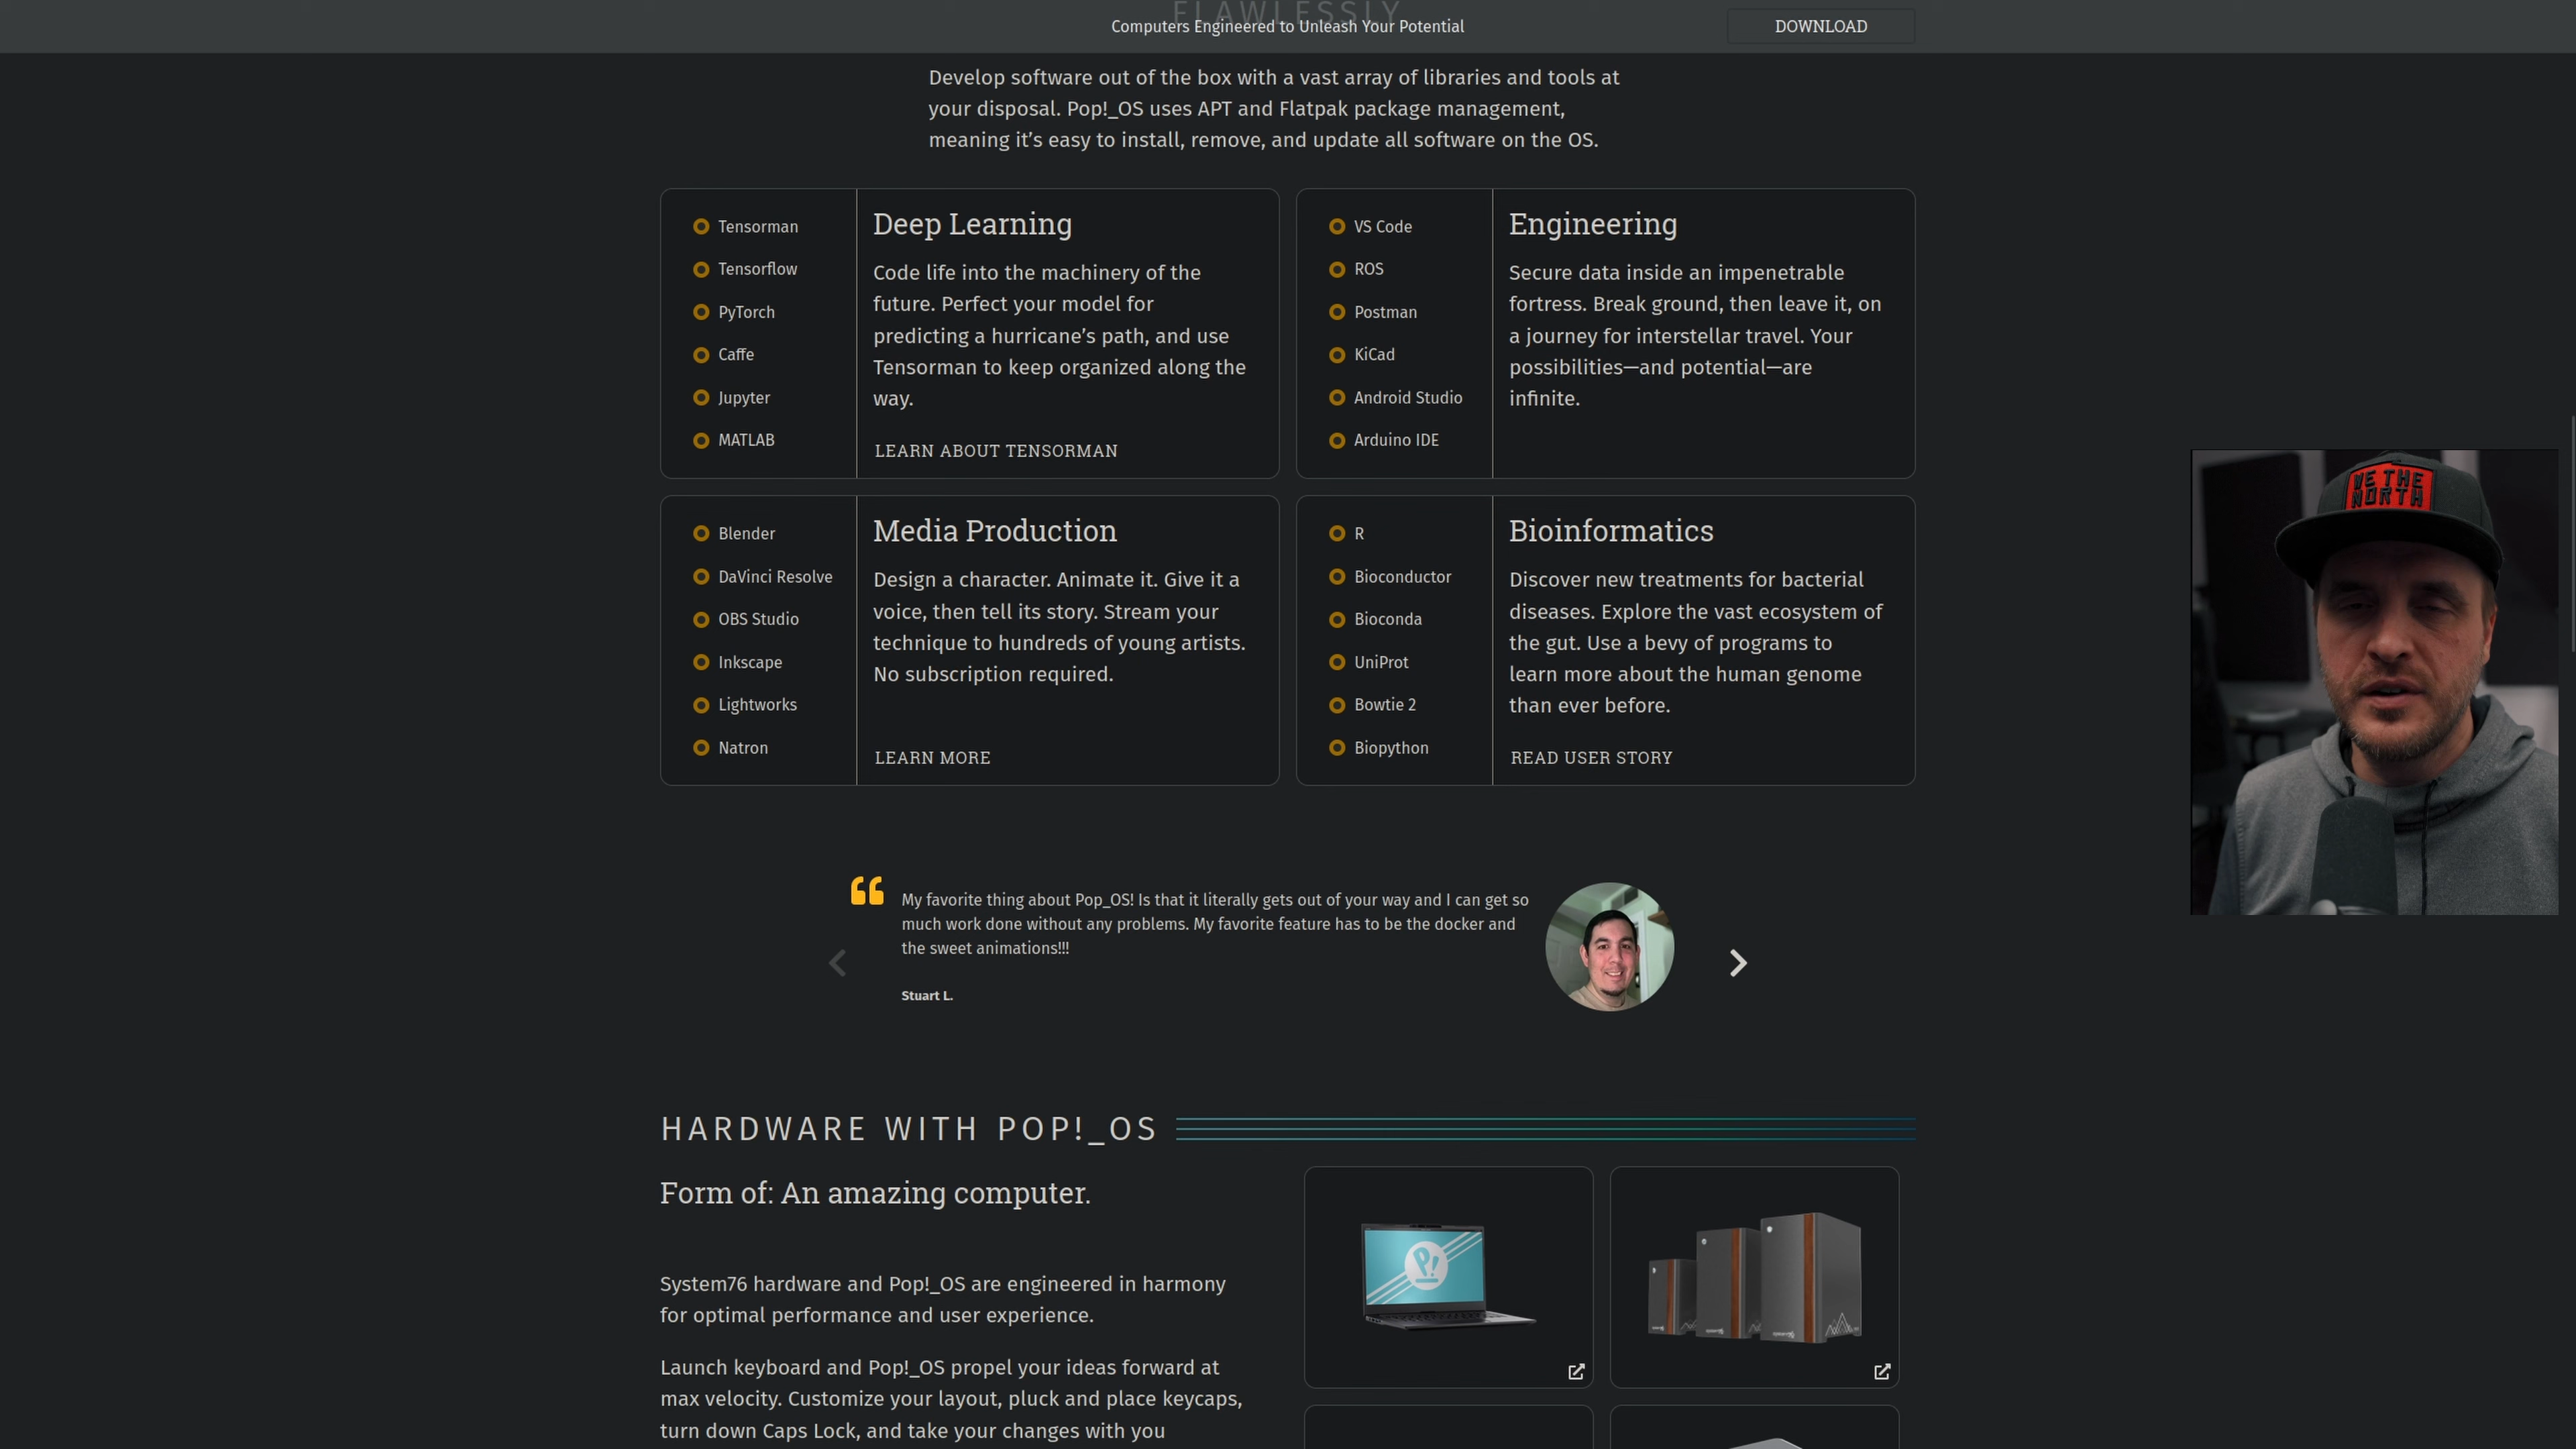 FLAWLESSLY
Computers Engineered to Unleash Your Potential
DOWNLOAD
Develop software out of the box with a vast array of libraries and tools at
your disposal. Pop!_OS uses APT and Flatpak package management,
meaning it’s easy to install, remove, and update all software on the OS.
Tensorman
Tensorflow
PyTorch
Caffe
Jupyter
MATLAB
Deep Learning
Code life into the machinery of the
future. Perfect your model for
predicting a hurricane’s path, and use
Tensorman to keep organized along the
way.
LEARN ABOUT TENSORMAN
VS Code
ROS
Postman
KiCad
Android Studio
Arduino IDE
Engineering
Secure data inside an impenetrable
fortress. Break ground, then leave it, on
a journey for interstellar travel. Your
possibilities—and potential—are
infinite.
Blender
DaVinci Resolve
OBS Studio
Inkscape
Lightworks
Natron
Media Production
Design a character. Animate it. Give it a
voice, then tell its story. Stream your
technique to hundreds of young artists.
No subscription required.
LEARN MORE
R
Bioconductor
Bioconda
UniProt
Bowtie 2
Biopython
Bioinformatics
Discover new treatments for bacterial
diseases. Explore the vast ecosystem of
the gut. Use a bevy of programs to
learn more about the human genome
than ever before.
READ USER STORY
WE THE
NORTH
My favorite thing about Pop_OS! Is that it literally gets out of your way and I can get so
much work done without any problems. My favorite feature has to be the docker and
the sweet animations!!!
Stuart L.
HARDWARE WITH POP!_OS
Form of: An amazing computer.
System76 hardware and Pop!_OS are engineered in harmony
for optimal performance and user experience.
Launch keyboard and Pop!_OS propel your ideas forward at
max velocity. Customize your layout, pluck and place keycaps,
turn down Caps Lock, and take your changes with you
P!